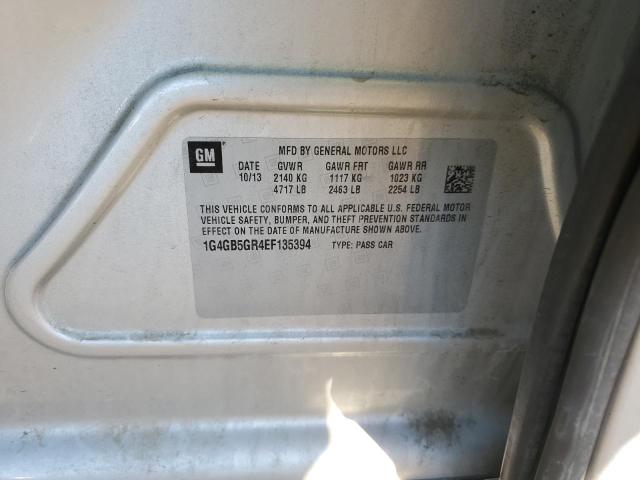 GM
MFD BY GENERAL MOTORS LLC
10/13 GVWR GAWR FRT GAWR RR
2140 KG 1117 KG 1023 KG
4717 LB 2463 LB 2254 LB
THIS VEHICLE CONFORMS TO ALL APPLICABLE U.S. FEDERAL MOTOR
VEHICLE SAFETY, BUMPER, AND THEFT PREVENTION STANDARDS IN
EFFECT ON THE DATE OF MANUFACTURE SHOWN ABOVE.
1G4GB5GR4EF135394 TYPE: PASS CAR